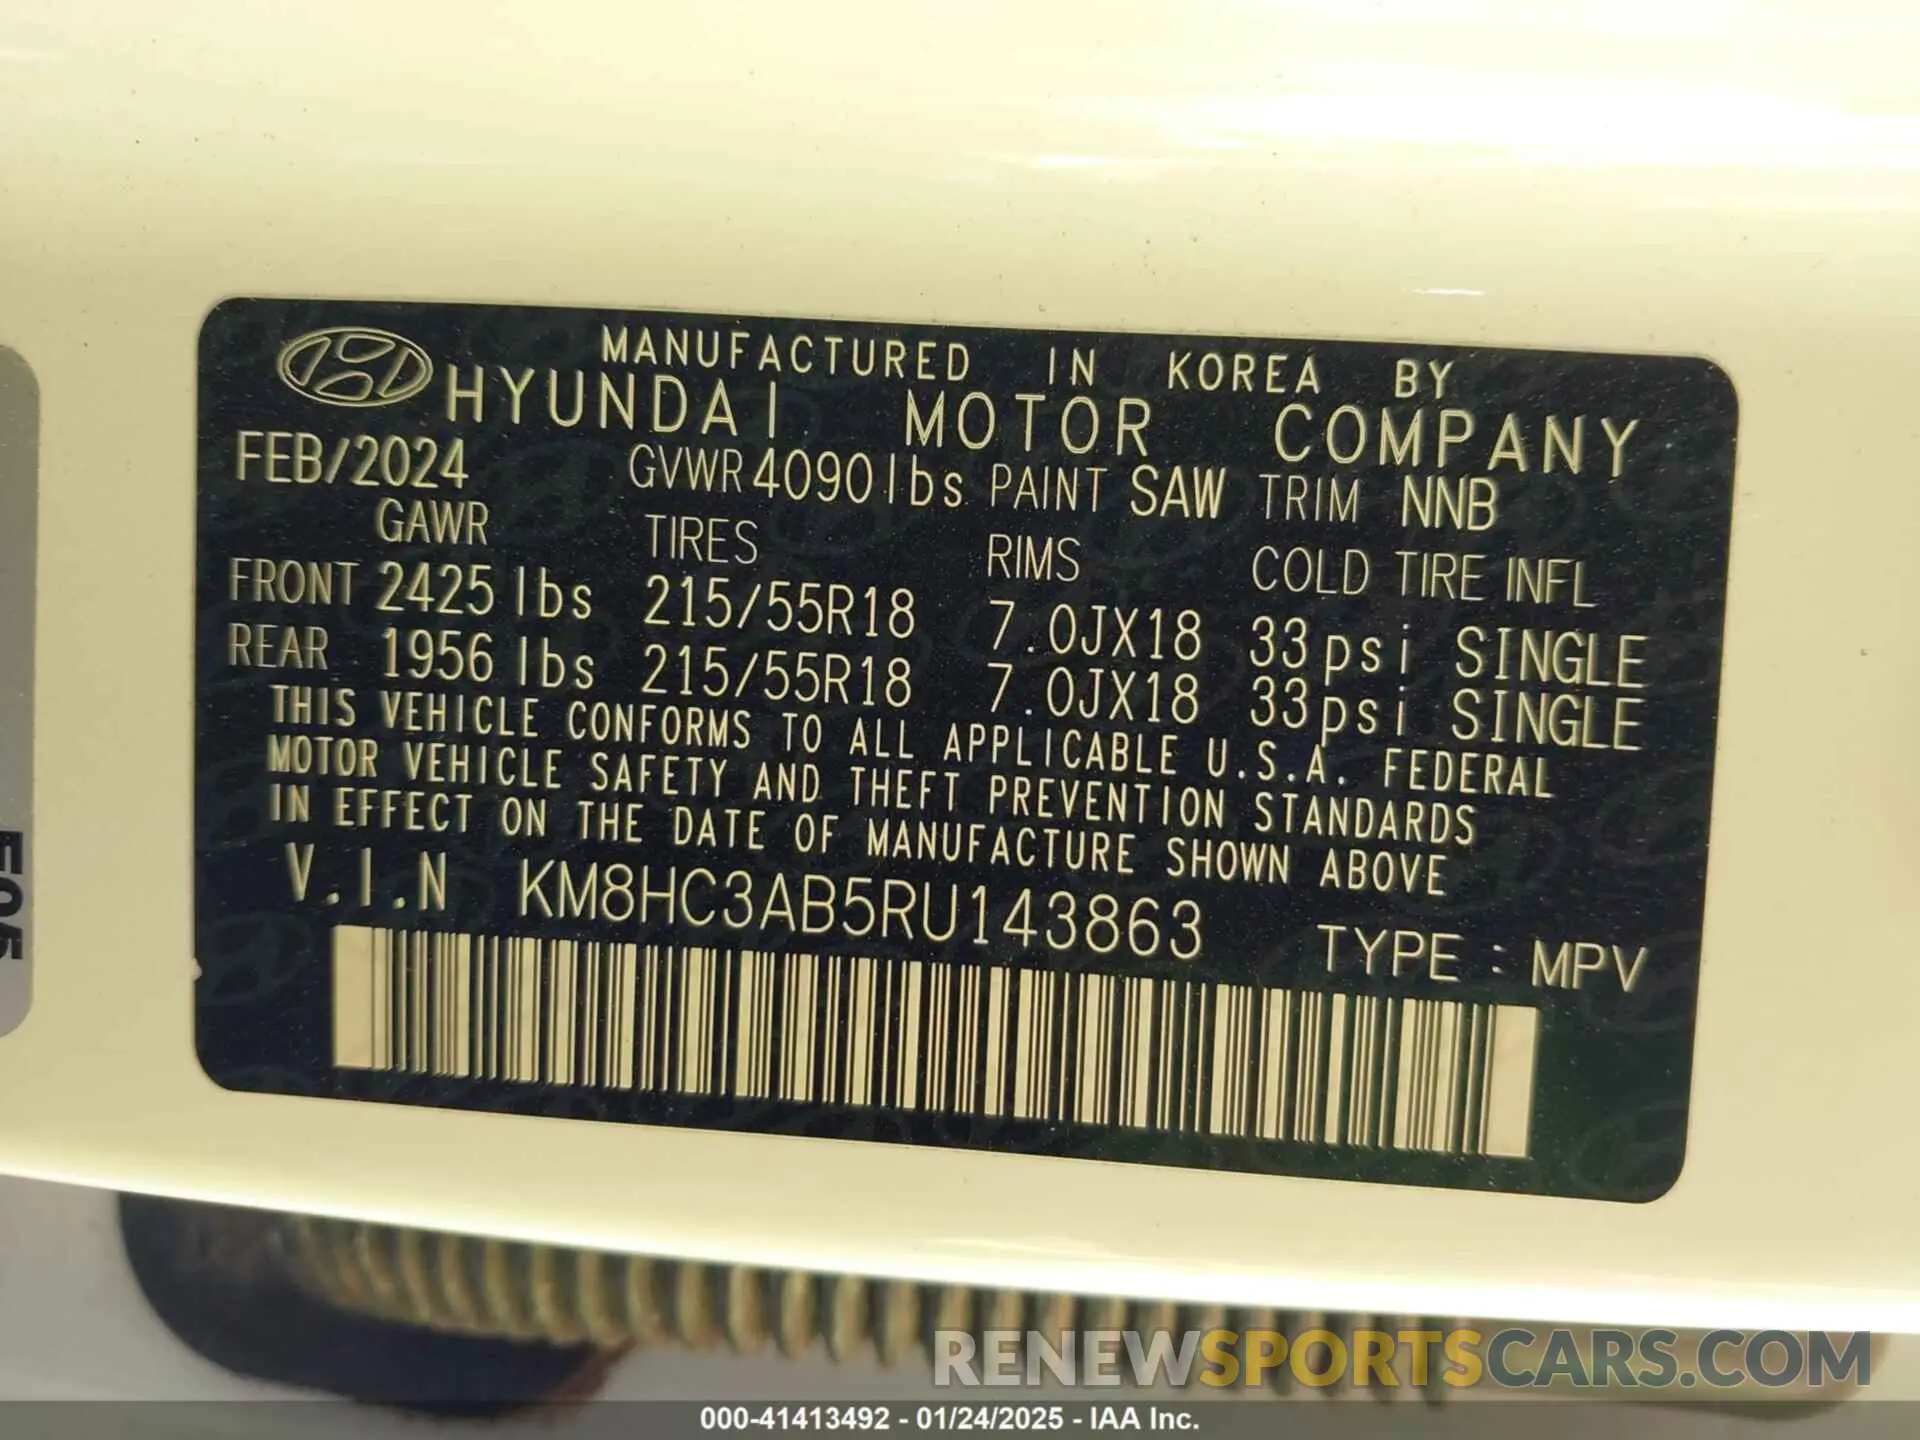 MANUFACTURED IN KOREA BY
HYUNDAI MOTOR COMPANY
FEB/2024 GVWR 4090 lbs PAINT SAW TRIM NNB
GAWR TIRES RIMS COLD TIRE INFL
FRONT 2425 lbs 215/55R18 7.0JX18 33psi SINGLE
REAR 1956 lbs 215/55R18 7.0JX18 33psi SINGLE
THIS VEHICLE CONFORMS TO ALL APPLICABLE U.S.A. FEDERAL
MOTOR VEHICLE SAFETY AND THEFT PREVENTION STANDARDS
IN EFFECT ON THE DATE OF MANUFACTURE SHOWN ABOVE
V.I.N KM8HC3AB5RU143863
TYPE : MPV
RENEWSPORTSCARS.COM
000-41413492 - 01/24/2025 - IAA Inc.